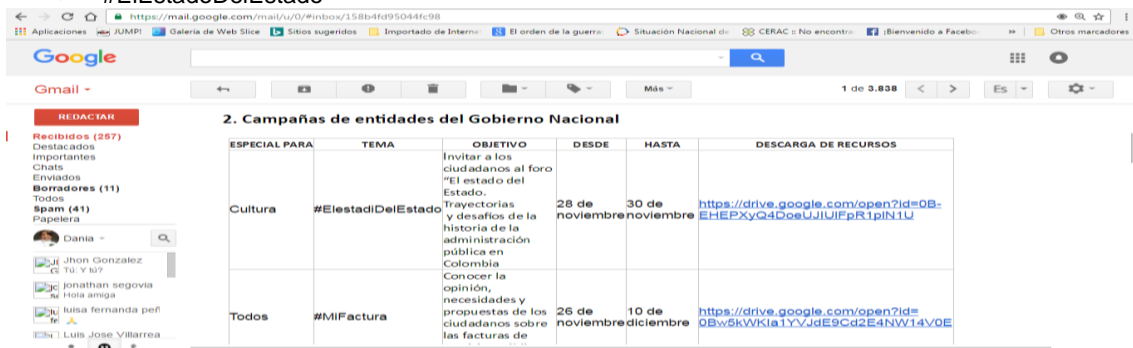 #ElEstadoDelEstado
https://mail.google.com/mail/u/0/#inbox/158b4fd95044fc98
Aplicaciones JUMP! Galería de Web Slice Sitios sugeridos Importado de Internet El orden de la guerra: Situación Nacional de CERAC :: No encontra ¡Bienvenido a Facebo Otros marcadores
Google
Gmail
Más
1 de 3.838
Es
REDACTAR
Recibidos (257)
Destacados
Importantes
Chats
Enviados
Borradores (11)
Todos
Spam (41)
Papelera
Dania
Jhon Gonzalez
Tú: Y tú?
jonathan segovia
Hola amiga
luisa fernanda peñ
Luis Jose Villarrea
2. Campañas de entidades del Gobierno Nacional
ESPECIAL PARA TEMA OBJETIVO DESDE HASTA DESCARGA DE RECURSOS
Cultura
#ElestadiDelEstado
Invitar a los
ciudadanos al foro
"El estado del
Estado.
Trayectorias
y desafíos de la
historia de la
administración
pública en
Colombia
28 de
noviembre
30 de
noviembre
https://drive.google.com/open?id=0B-
EHEPXyQ4DoeUJIUlFpR1plN1U
Todos
#MiFactura
Conocer la
opinión,
necesidades y
propuestas de los
ciudadanos sobre
las facturas de
26 de
noviembre
10 de
diciembre
https://drive.google.com/open?id=
0Bw5kWKIa1YVJdE9Cd2E4NW14V0E